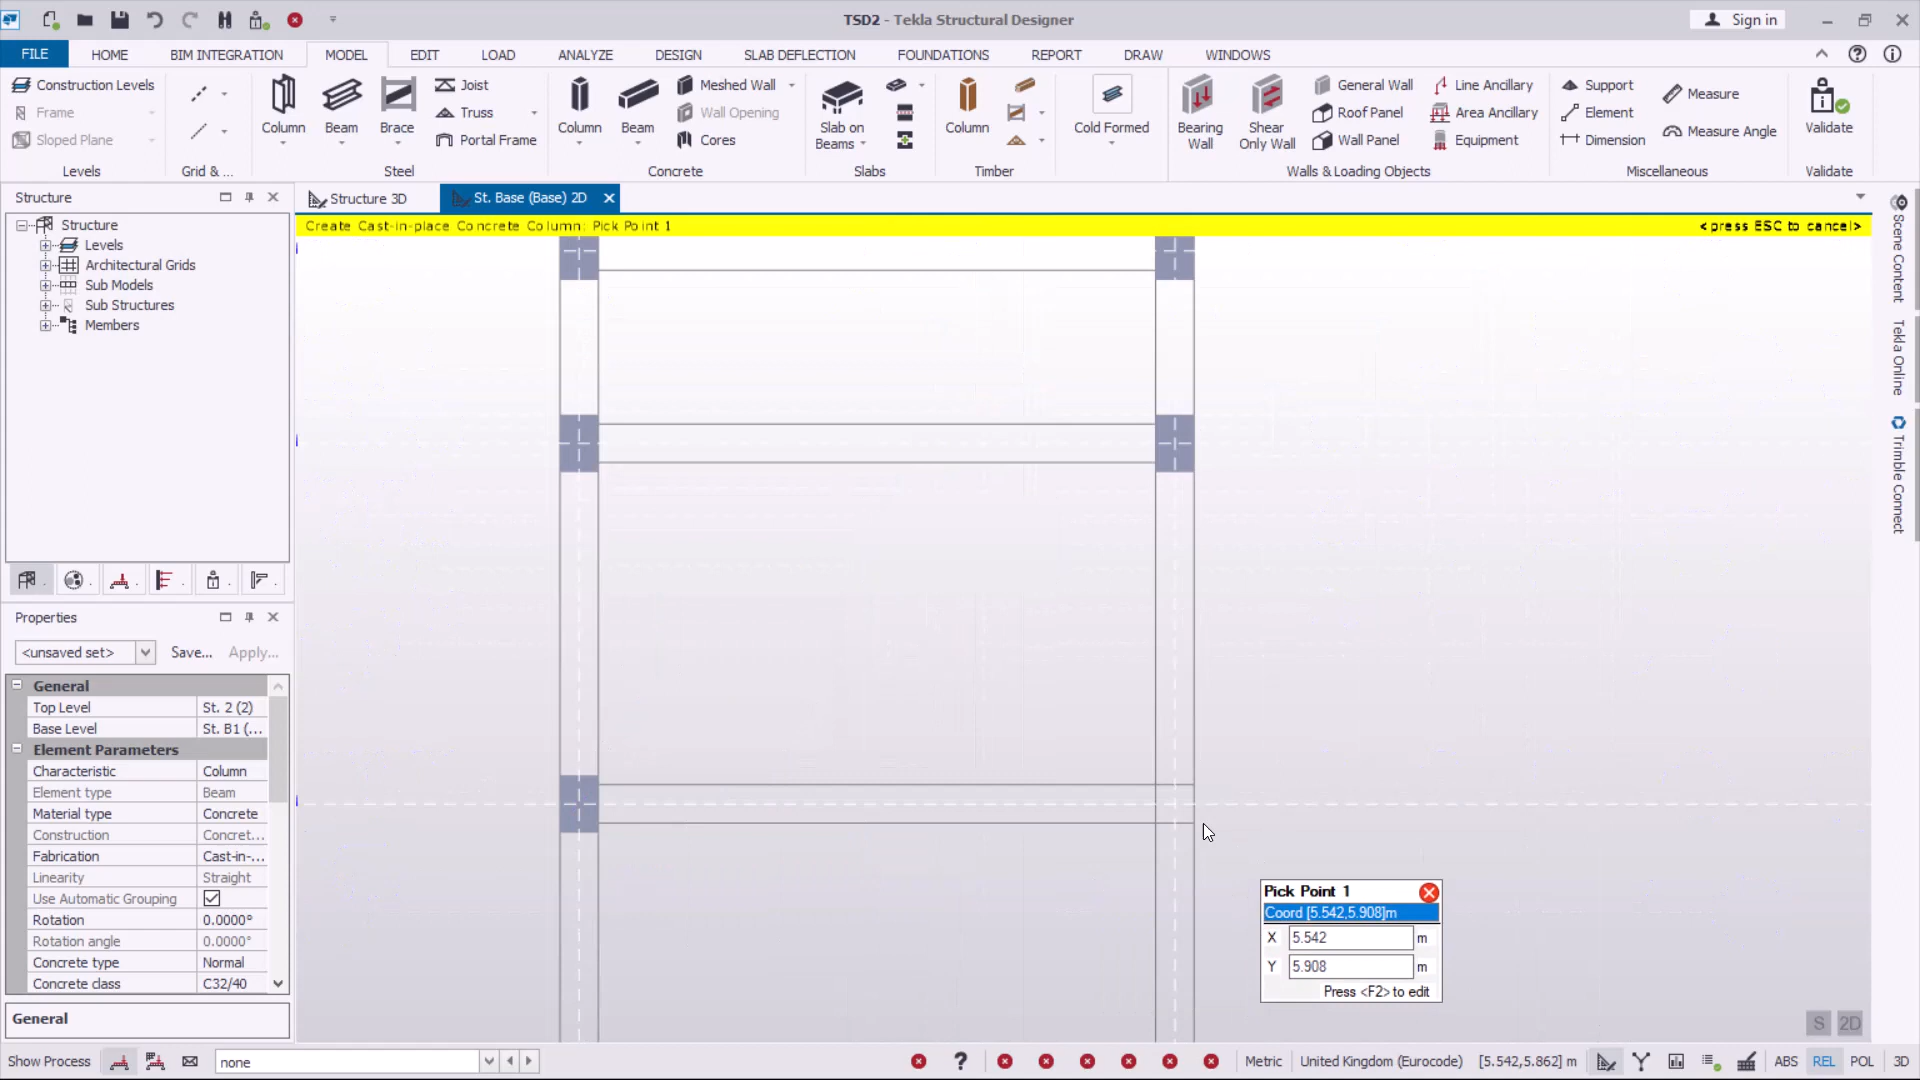 TSD2 - Tekla Structural Designer
Sign in
FILE
HOME
BIM INTEGRATION
MODEL
EDIT
LOAD
ANALYZE
DESIGN
SLAB DEFLECTION
FOUNDATIONS
REPORT
DRAW
WINDOWS
Construction Levels
Frame
Sloped Plane
Levels
Grid & ...
Column
Beam
Brace
Joist
Truss
Portal Frame
Steel
Column
Beam
Meshed Wall
Wall Opening
Cores
Concrete
Slab on
Beams
Slabs
Column
Timber
Cold Formed
Bearing
Wall
Shear
Only Wall
General Wall
Roof Panel
Wall Panel
Line Ancillary
Area Ancillary
Equipment
Walls & Loading Objects
Support
Element
Dimension
Measure
Measure Angle
Miscellaneous
Validate
Validate
Structure
Structure
Levels
Architectural Grids
Sub Models
Sub Structures
Members
Structure 3D
St. Base (Base) 2D
Create Cast-in-place Concrete Column: Pick Point 1
<press ESC to cancel>
Scene Content
Tekla Online
Trimble Connect
Properties
<unsaved set>
Save...
Apply...
General
Top Level St. 2 (2)
Base Level St. B1 (...
Element Parameters
Characteristic Column
Element type Beam
Material type Concrete
Construction Concret...
Fabrication Cast-in-...
Linearity Straight
Use Automatic Grouping
Rotation 0.0000°
Rotation angle 0.0000°
Concrete type Normal
Concrete class C32/40
General
Pick Point 1
Coord [5.542,5.908]m
X 5.542 m
Y 5.908 m
Press <F2> to edit
S 2D
Show Process
none
Metric
United Kingdom (Eurocode)
[5.542,5.862] m
ABS
REL
POL
3D